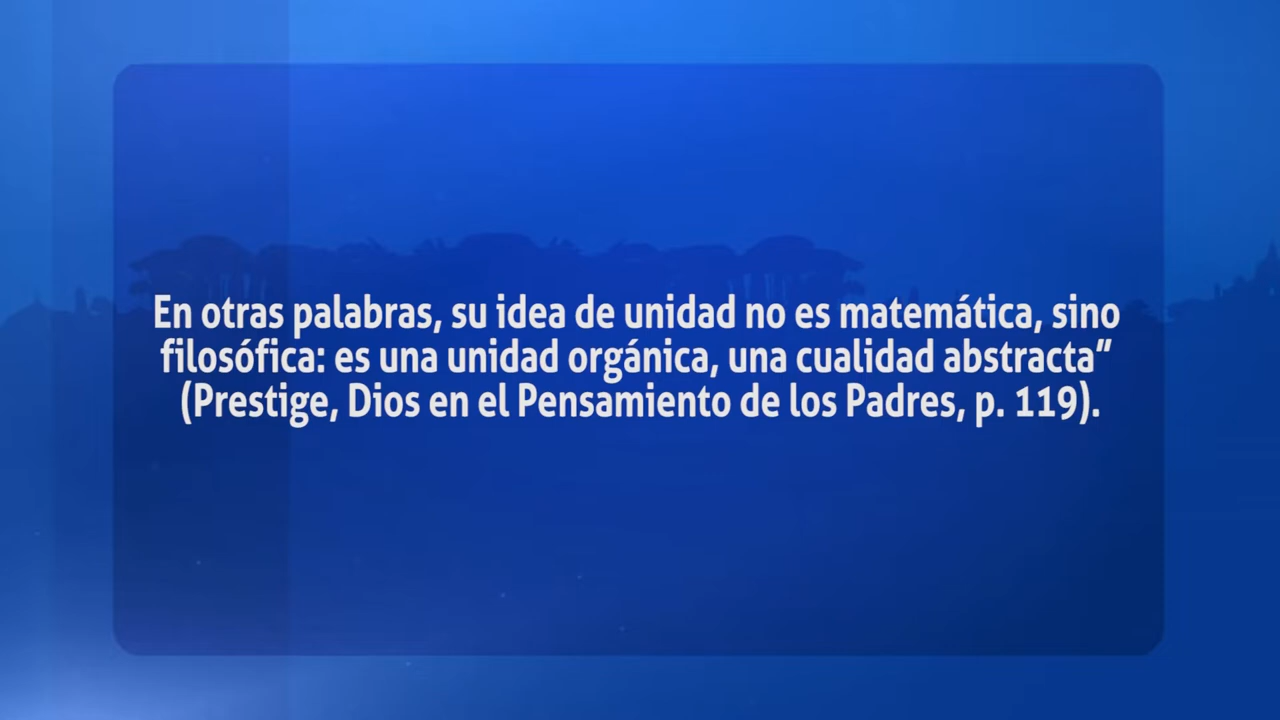 En otras palabras, su idea de unidad no es matemática, sino
filosófica: es una unidad orgánica, una cualidad abstracta”
(Prestige, Dios en el Pensamiento de los Padres, p. 119).